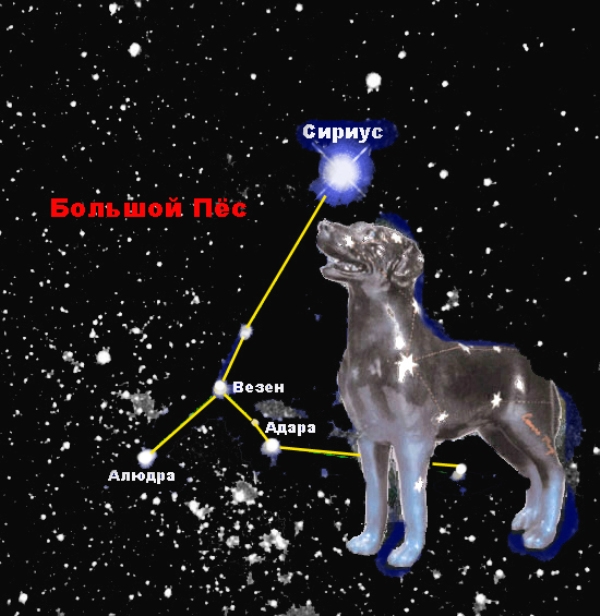 Сириус
Большой Пёс
Везен
Адара
Алюдра